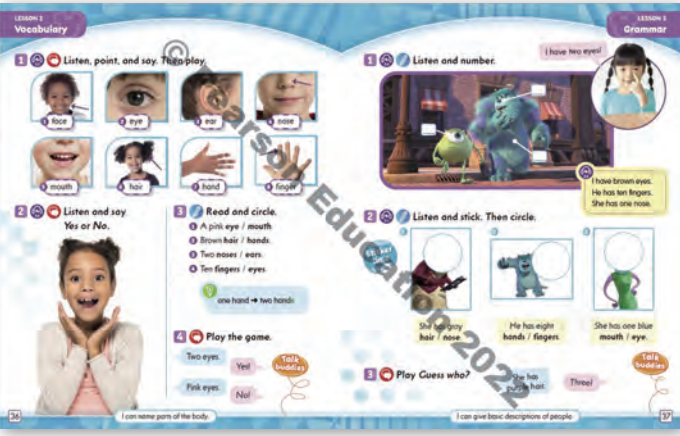 LESSON 2
Vocabulary
1 Listen, point, and say. Then play.
1 face
2 eye
3 ear
4 nose
5 mouth
6 hair
7 hand
8 finger
2 Listen and say
Yes or No.
3 Read and circle.
1 A pink eye / mouth.
2 Brown hair / hands.
3 Two noses / ears.
4 Ten fingers / eyes.
one hand → two hands
4 Play the game.
Two eyes.
Yes!
Pink eyes.
No!
Talk
buddies
36
I can name parts of the body.
LESSON 3
Grammar
1 Listen and number.
I have two eyes!
I have brown eyes.
He has ten fingers.
She has one nose.
2 Listen and stick. Then circle.
She has gray
hair / nose.
He has eight
hands / fingers.
She has one blue
mouth / eye.
3 Play Guess who?
She has
purple hair.
Three!
Talk
buddies
I can give basic descriptions of people
37
© Pearson Education 2022